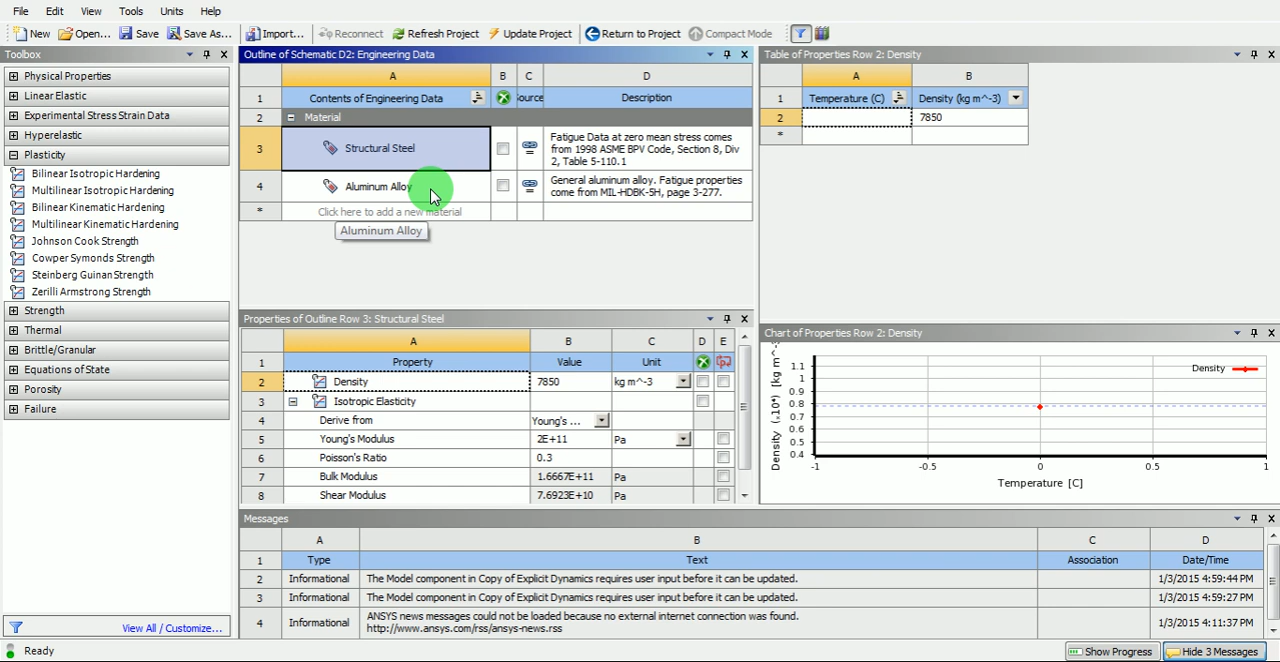 File Edit View Tools Units Help
New Open... Save Save As... Import... Reconnect Refresh Project Update Project Return to Project Compact Mode
Toolbox
Physical Properties
Linear Elastic
Experimental Stress Strain Data
Hyperelastic
Plasticity
Bilinear Isotropic Hardening
Multilinear Isotropic Hardening
Bilinear Kinematic Hardening
Multilinear Kinematic Hardening
Johnson Cook Strength
Cowper Symonds Strength
Steinberg Guinan Strength
Zerilli Armstrong Strength
Strength
Thermal
Brittle/Granular
Equations of State
Porosity
Failure
View All / Customize...
Outline of Schematic D2: Engineering Data
A B C D
1 Contents of Engineering Data ource Description
2 Material
3 Structural Steel
Fatigue Data at zero mean stress comes
from 1998 ASME BPV Code, Section 8, Div
2, Table 5-110.1
4 Aluminum Alloy
General aluminum alloy. Fatigue properties
come from MIL-HDBK-5H, page 3-277.
* Click here to add a new material
Aluminum Alloy
Properties of Outline Row 3: Structural Steel
A B C D E
1 Property Value Unit
2 Density 7850 kg m^-3
3 Isotropic Elasticity
4 Derive from Young's ...
5 Young's Modulus 2E+11 Pa
6 Poisson's Ratio 0.3
7 Bulk Modulus 1.6667E+11 Pa
8 Shear Modulus 7.6923E+10 Pa
Table of Properties Row 2: Density
A B
1 Temperature (C) Density (kg m^-3)
2 7850
*
Chart of Properties Row 2: Density
Density (.10⁴) [kg m^-
1.1
1
0.9
0.8
0.7
0.6
0.5
0.4
Density
-1 -0.5 0 0.5 1
Temperature [C]
Messages
A B C D
1 Type Text Association Date/Time
2 Informational The Model component in Copy of Explicit Dynamics requires user input before it can be updated. 1/3/2015 4:59:44 PM
3 Informational The Model component in Copy of Explicit Dynamics requires user input before it can be updated. 1/3/2015 4:59:27 PM
4 Informational ANSYS news messages could not be loaded because no external internet connection was found. 1/3/2015 4:11:37 PM
http://www.ansys.com/rss/ansys-news.rss
Ready Show Progress Hide 3 Messages